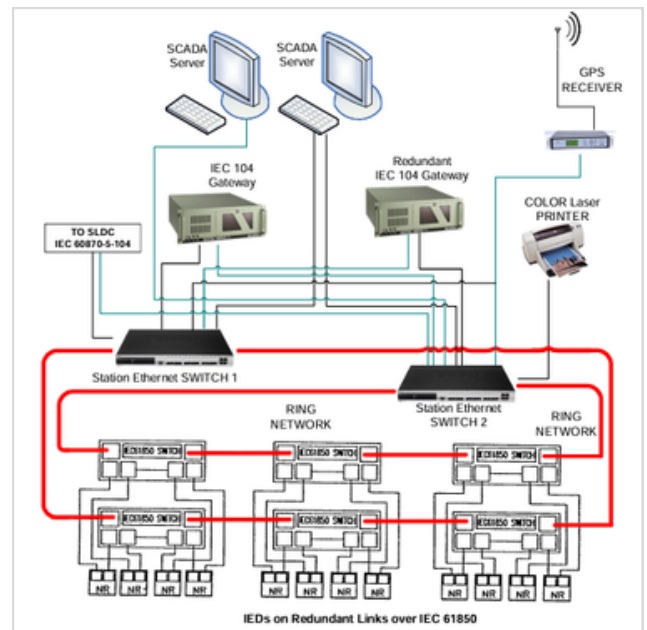 SCADA
Server
SCADA
Server
GPS
RECEIVER
IEC 104
Gateway
Redundant
IEC 104 Gateway
COLOR Laser
PRINTER
TO SLDC
IEC 60870-5-104
Station Ethernet SWITCH 1
Station Ethernet
SWITCH 2
RING
NETWORK
RING
NETWORK
IEC61850 SWITCH
IEC61850 SWITCH
IEC61850 SWITCH
IEC61850 SWITCH
IEC61850 SWITCH
IEC61850 SWITCH
NR NR NR NR
NR NR NR NR
NR NR NR NR
IEDs on Redundant Links over IEC 61850